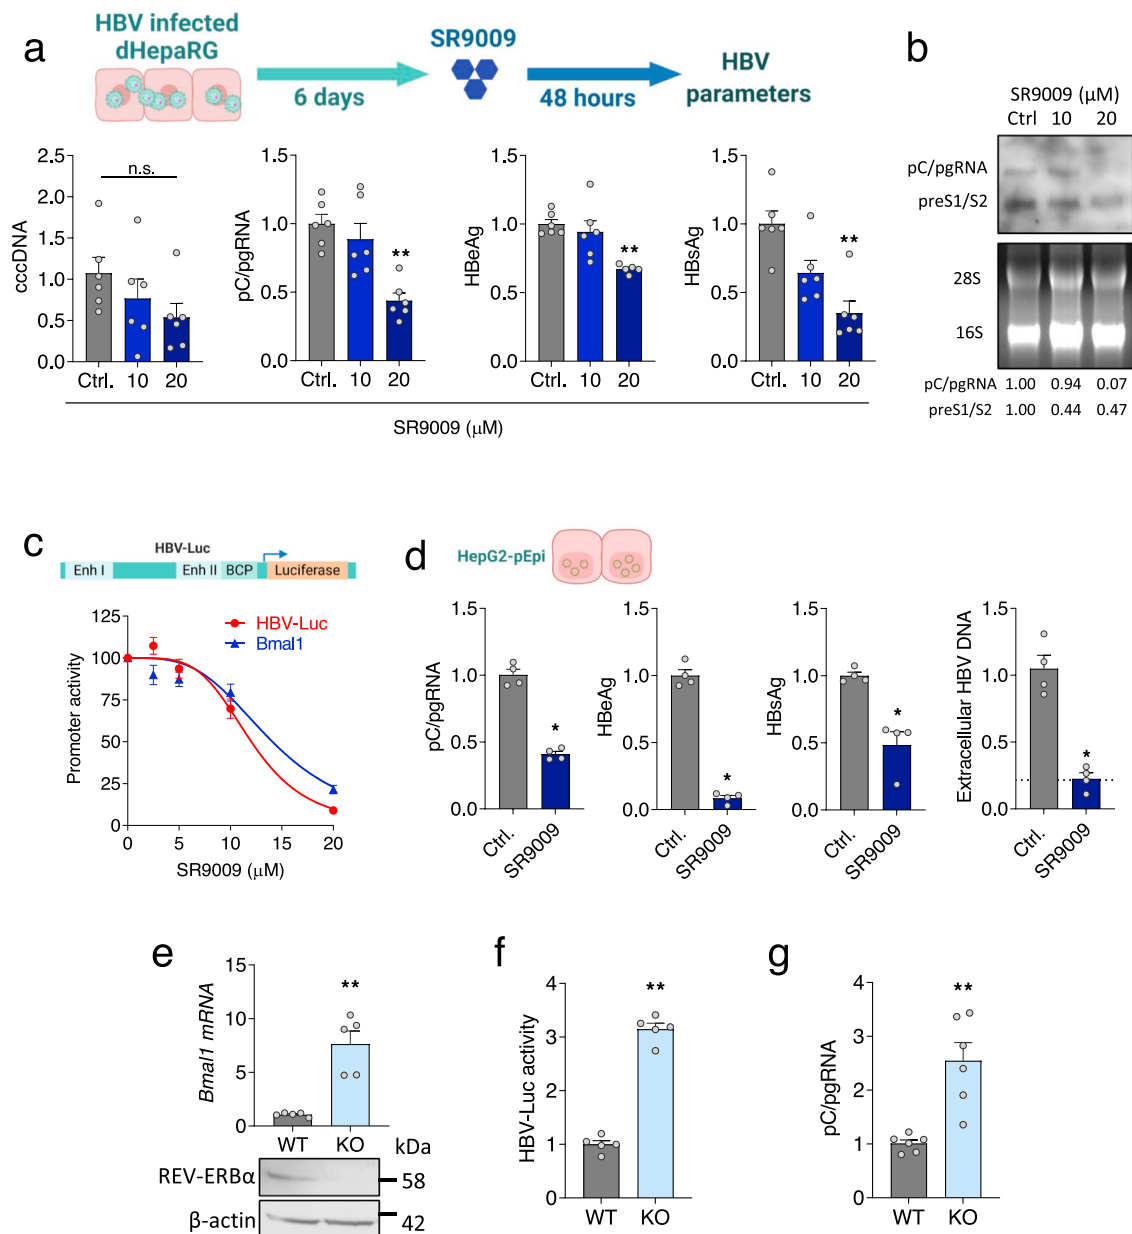 a
HBV infected
dHepaRG
6 days
SR9009
48 hours
HBV
parameters
cccDNA
2.5
2.0
1.5
1.0
0.5
0.0
n.s.
Ctrl. 10 20
pC/pgRNA
1.5
1.0
0.5
0.0
**
Ctrl. 10 20
HBeAg
1.5
1.0
0.5
0.0
**
Ctrl. 10 20
HBsAg
1.5
1.0
0.5
0.0
**
Ctrl. 10 20
SR9009 (μM)
b
SR9009 (μM)
Ctrl 10 20
pC/pgRNA
preS1/S2
28S
16S
pC/pgRNA 1.00 0.94 0.07
preS1/S2 1.00 0.44 0.47
c
HBV-Luc
Enh I Enh II BCP Luciferase
Promoter activity
125
100
75
50
25
0
HBV-Luc
Bmal1
0 5 10 15 20
SR9009 (μM)
d
HepG2-pEpi
pC/pgRNA
1.5
1.0
0.5
0.0
*
Ctrl. SR9009
HBeAg
1.5
1.0
0.5
0.0
*
Ctrl. SR9009
HBsAg
1.5
1.0
0.5
0.0
*
Ctrl. SR9009
Extracellular HBV DNA
1.5
1.0
0.5
0.0
*
Ctrl. SR9009
e
Bmal1 mRNA
15
10
5
0
**
WT KO kDa
REV-ERBα 58
β-actin 42
f
HBV-Luc activity
4
3
2
1
0
**
WT KO
g
pC/pgRNA
4
3
2
1
0
**
WT KO